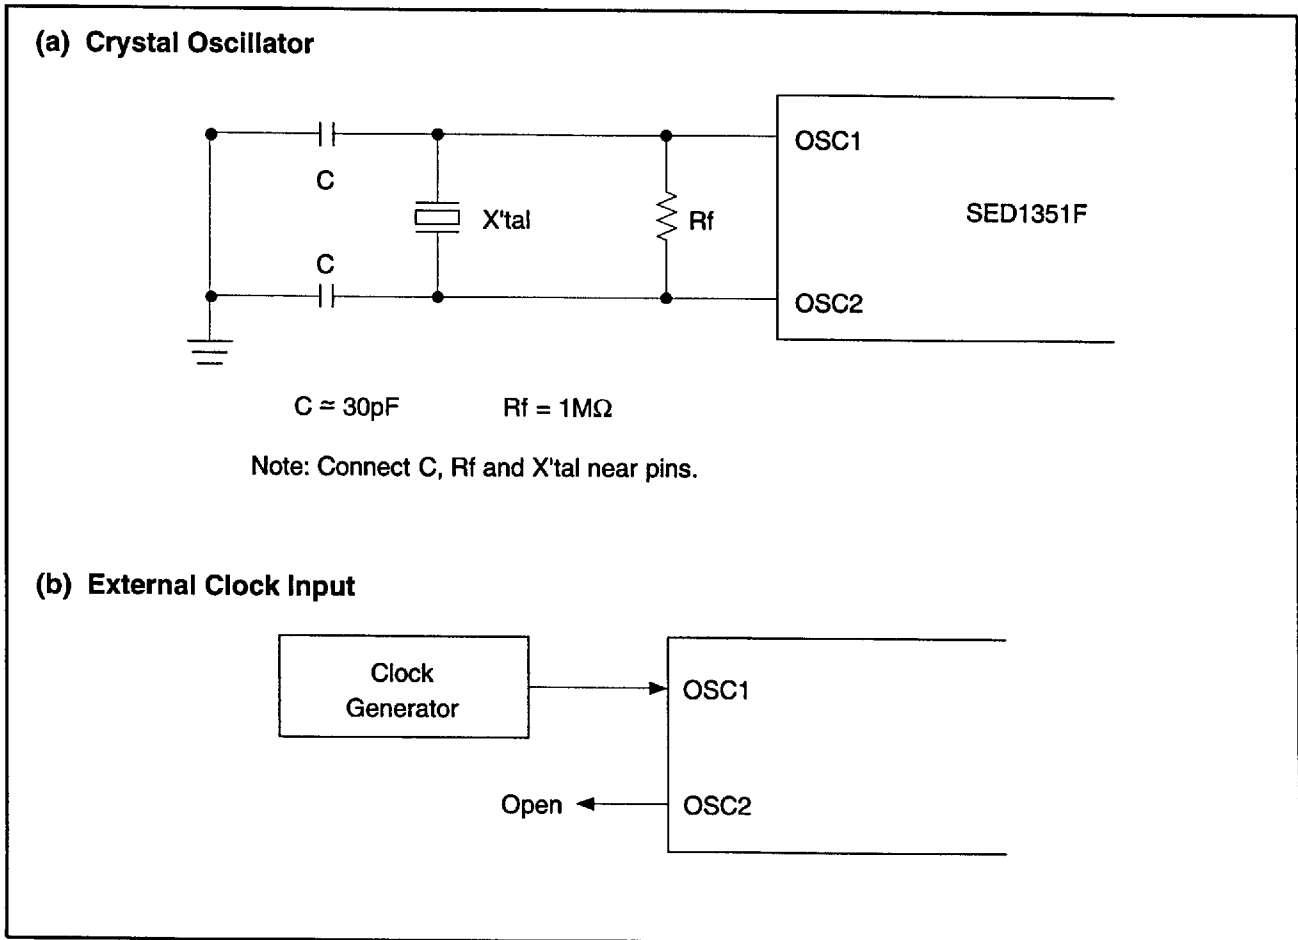 (a) Crystal Oscillator
OSC1
C
SED1351F
X'tal
Rf
C
OSC2
C ≃ 30pF
Rf = 1MΩ
Note: Connect C, Rf and X'tal near pins.
(b) External Clock Input
Clock
Generator
OSC1
Open
OSC2